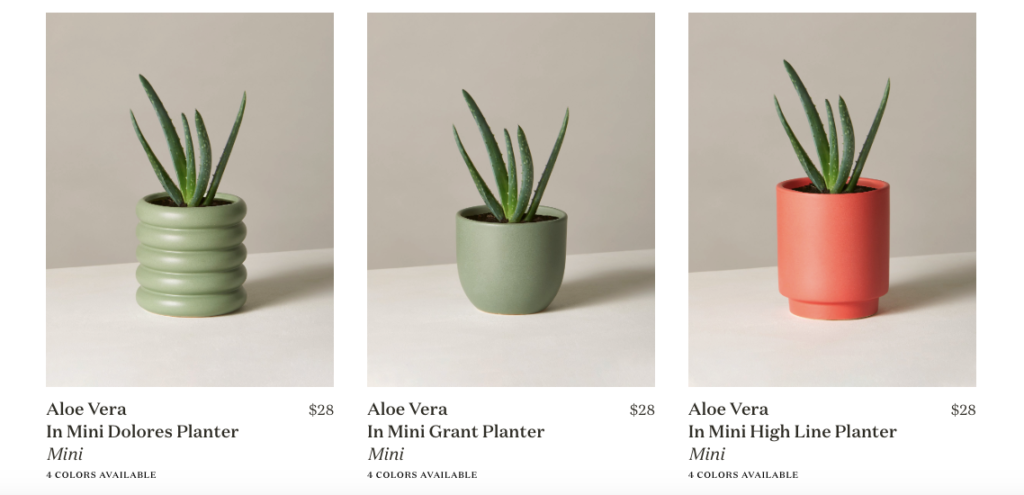 Aloe Vera
$28
In Mini Dolores Planter
Mini
4 COLORS AVAILABLE
Aloe Vera
$28
In Mini Grant Planter
Mini
4 COLORS AVAILABLE
Aloe Vera
$28
In Mini High Line Planter
Mini
4 COLORS AVAILABLE